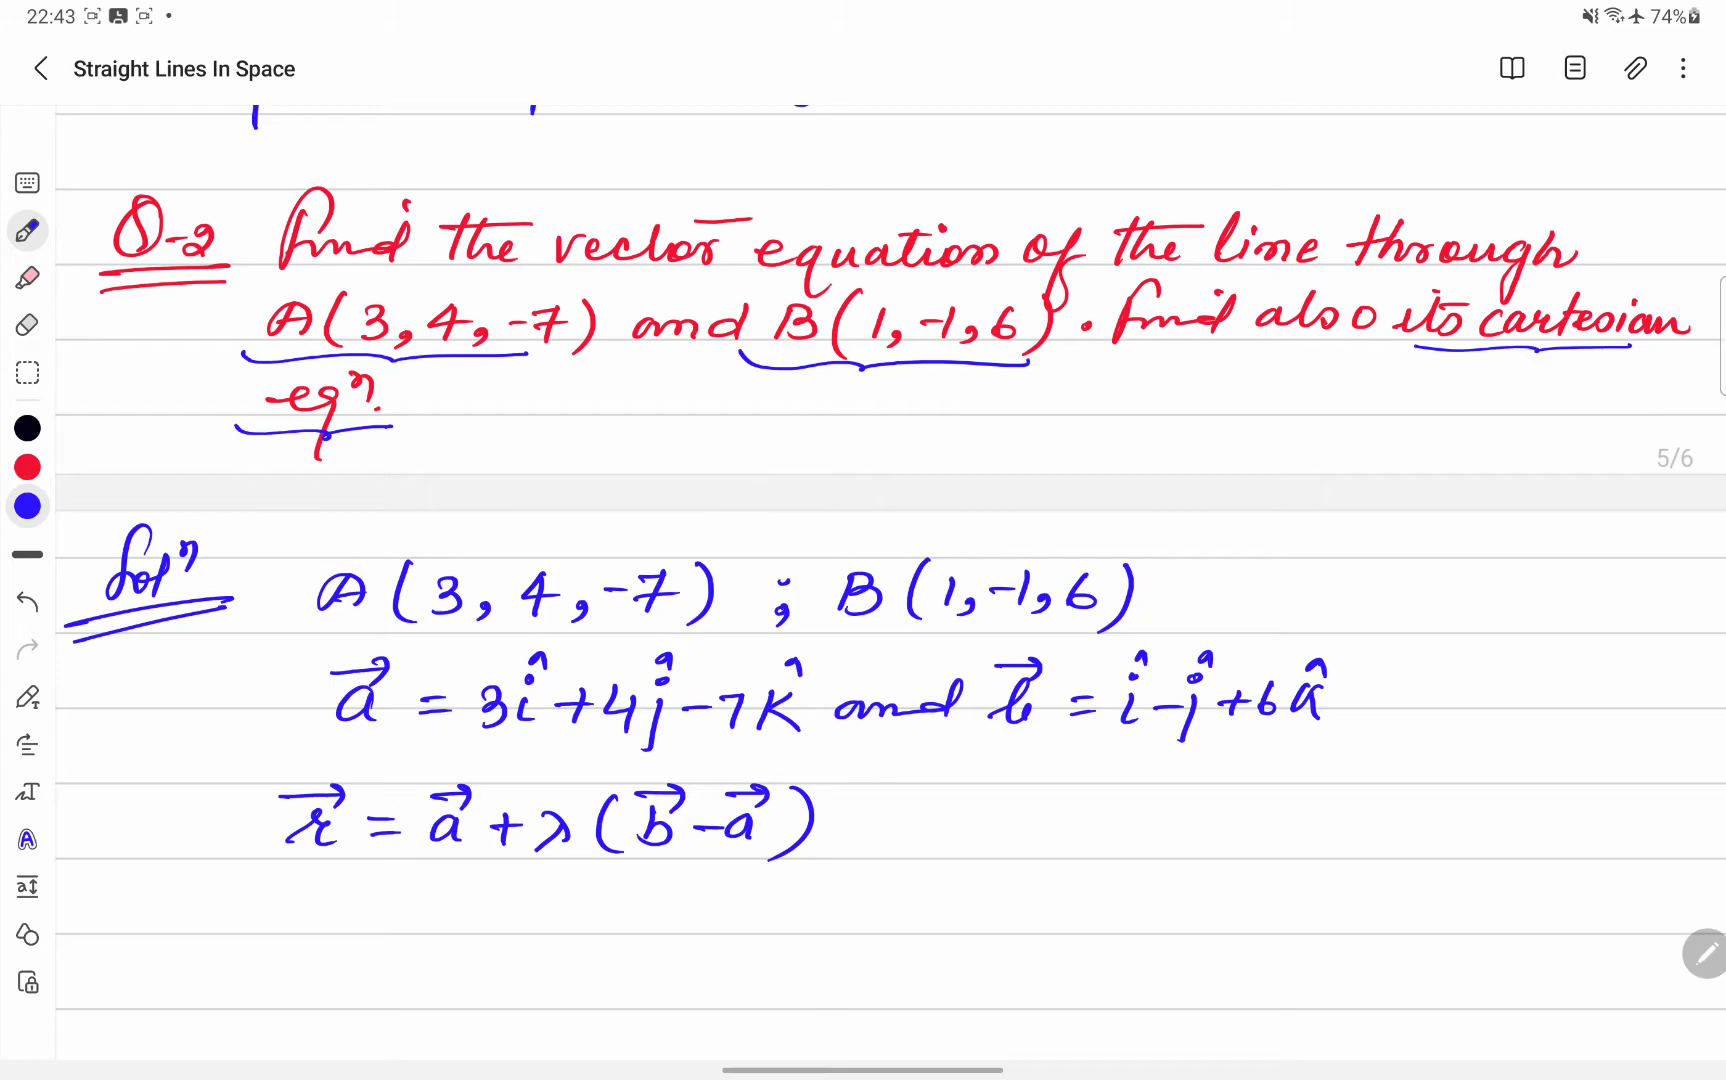 22:43
74%
Straight Lines In Space
Q-2 find the vector equation of the line through
A(3, 4, -7) and B(1, -1, 6). find also its cartesian
eqⁿ.
5/6
Solⁿ A(3, 4, -7) ; B(1, -1, 6)
a⃗ = 3î + 4ĵ - 7k̂ and b⃗ = î - ĵ + 6k̂
r⃗ = a⃗ + λ(b⃗ - a⃗)